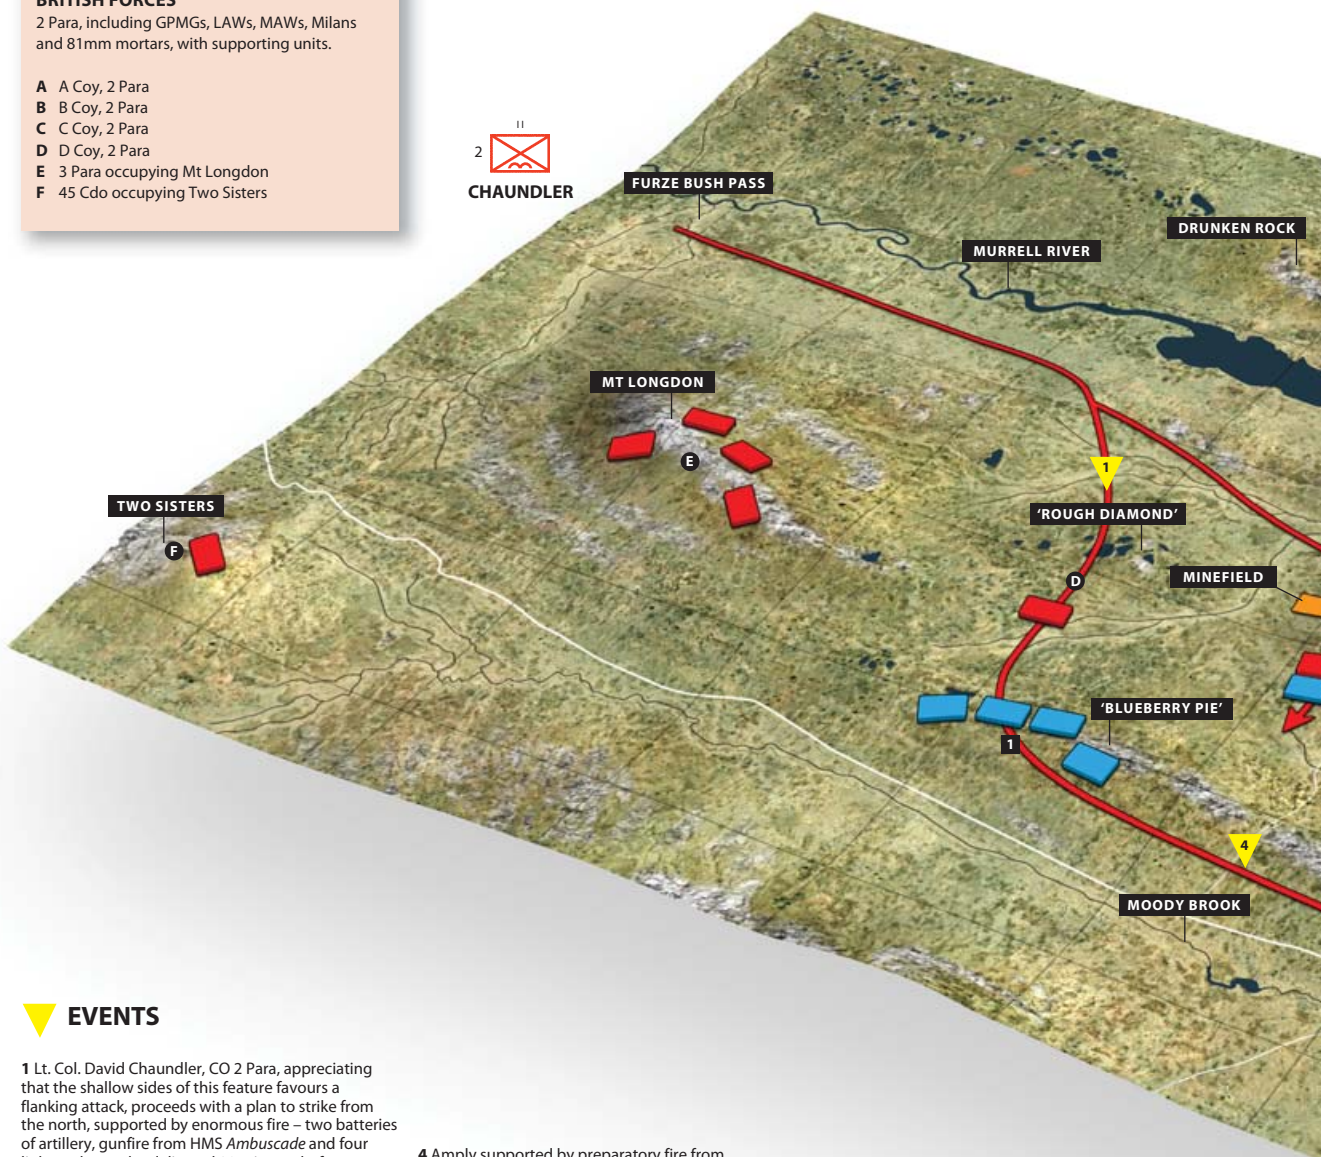 BRITISH FORCES
2 Para, including GPMGs, LAWs, MAWs, Milans
and 81mm mortars, with supporting units.
A A Coy, 2 Para
B B Coy, 2 Para
C C Coy, 2 Para
D D Coy, 2 Para
E 3 Para occupying Mt Longdon
F 45 Cdo occupying Two Sisters
II
2
CHAUNDLER
FURZE BUSH PASS
DRUNKEN ROCK
MURRELL RIVER
MT LONGDON
E
1
TWO SISTERS
F
‘ROUGH DIAMOND’
D
MINEFIELD
‘BLUEBERRY PIE’
1
4
MOODY BROOK
EVENTS
1 Lt. Col. David Chaundler, CO 2 Para, appreciating
that the shallow sides of this feature favours a
flanking attack, proceeds with a plan to strike from
the north, supported by enormous fire – two batteries
of artillery, gunfire from HMS Ambuscade and four
4 Amply supported by preparatory fire from